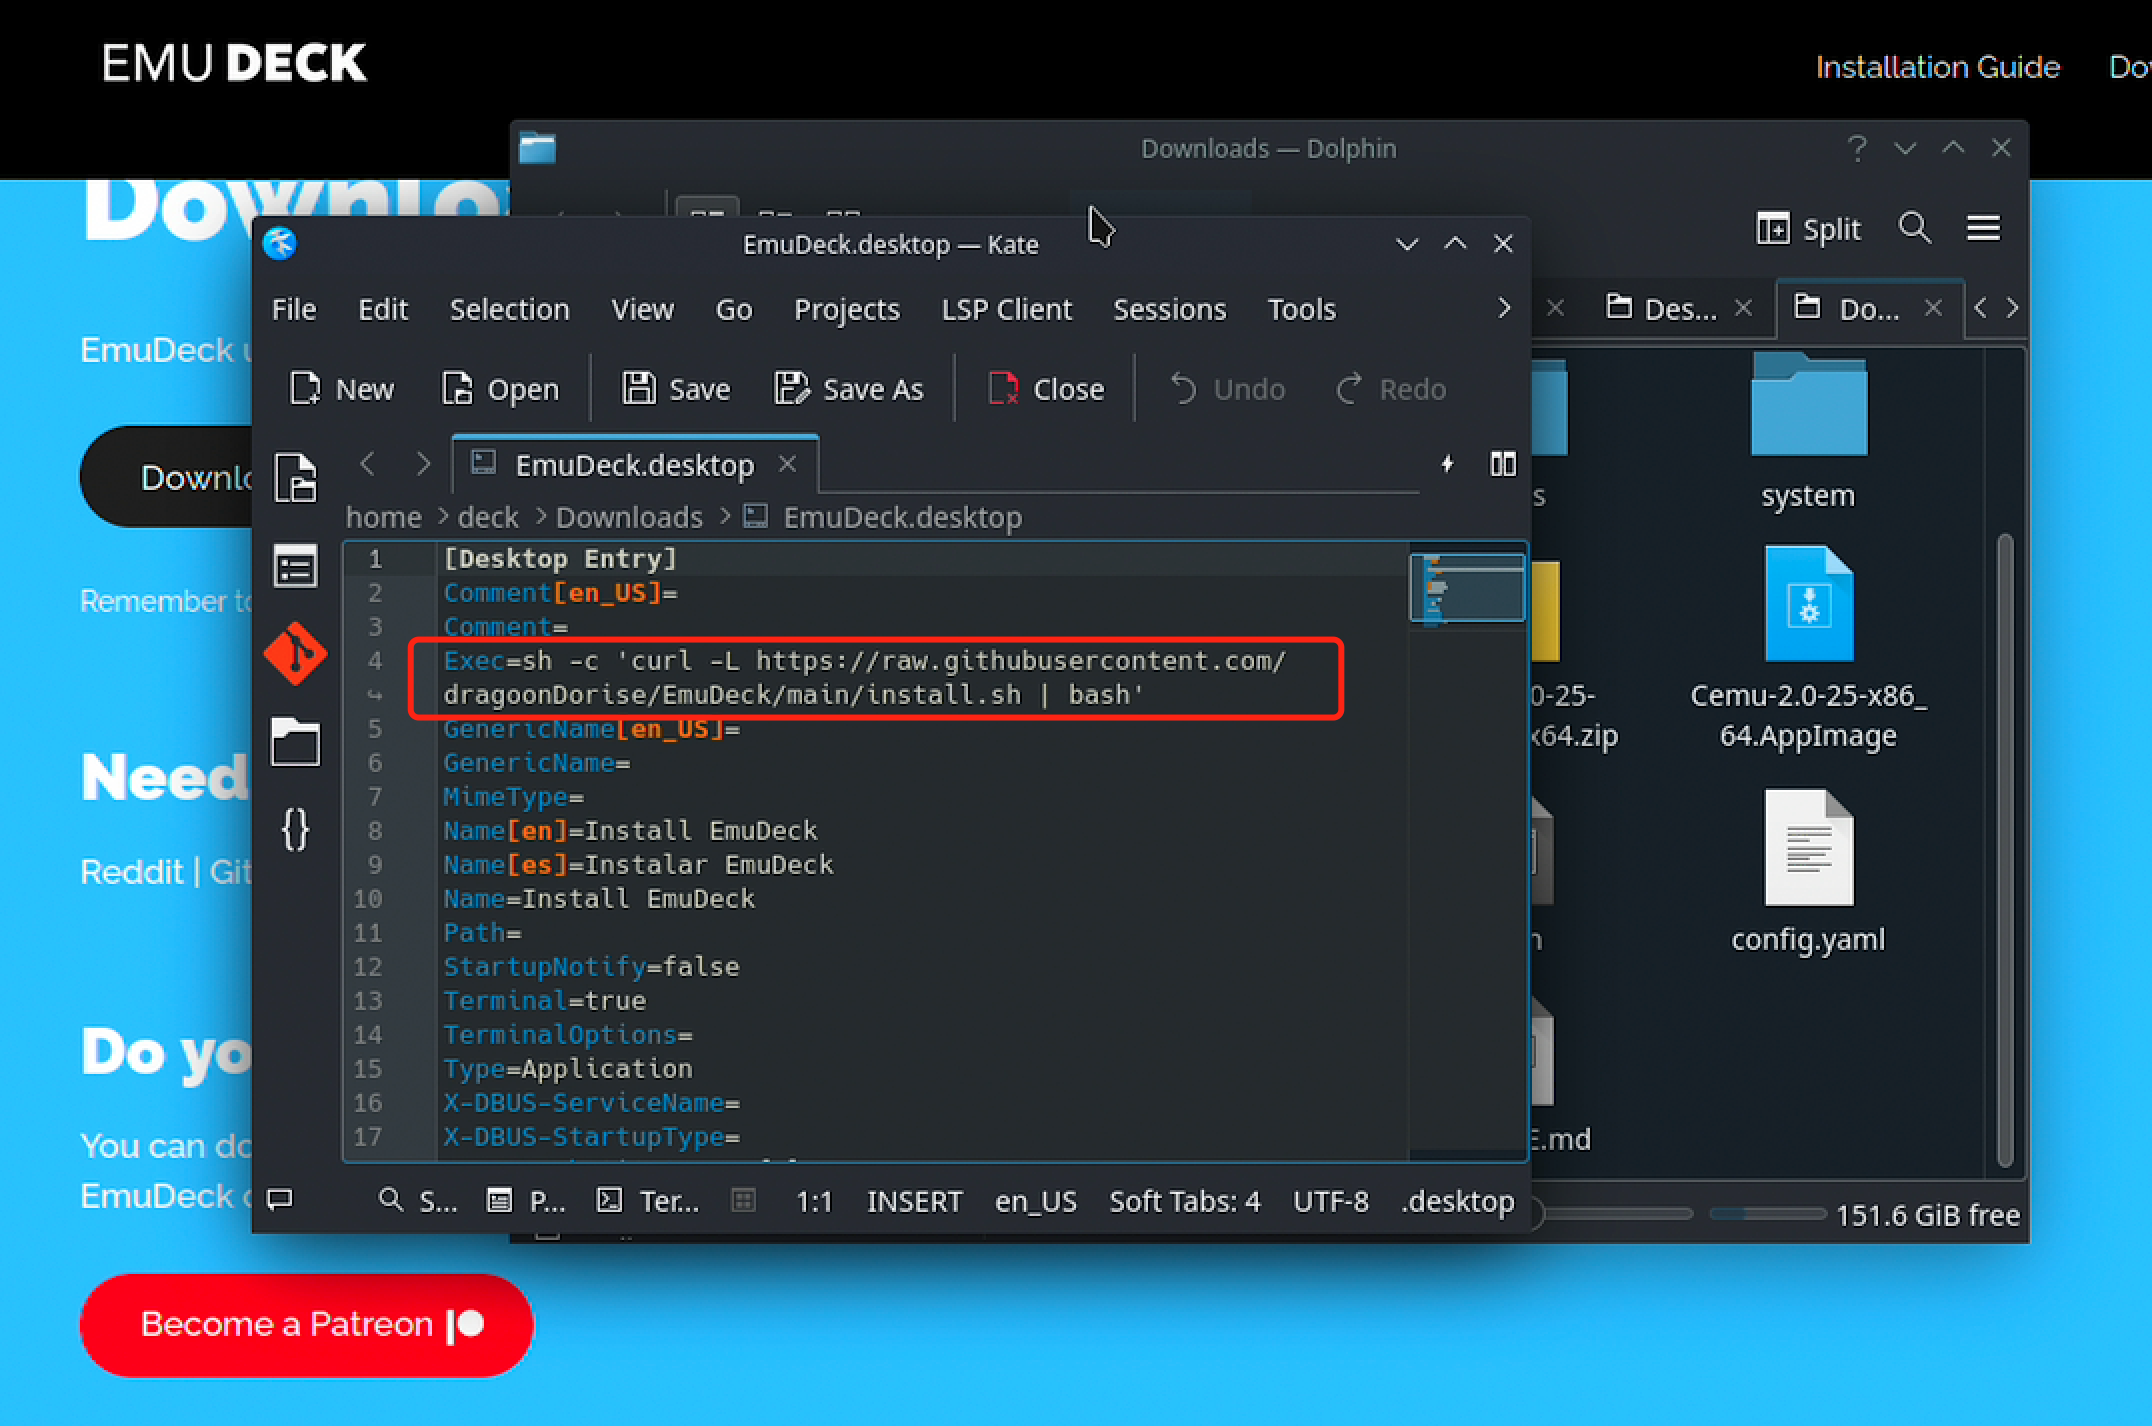 EMU DECK
Installation Guide
Downloads — Dolphin
Split
EmuDeck.desktop — Kate
File Edit Selection View Go Projects LSP Client Sessions Tools
Des... Do...
EmuDeck
New Open Save Save As Close Undo Redo
EmuDeck.desktop
home > deck > Downloads > EmuDeck.desktop
system
1 [Desktop Entry]
2 Comment[en_US]=
3 Comment=
4 Exec=sh -c 'curl -L https://raw.githubusercontent.com/
dragoonDorise/EmuDeck/main/install.sh | bash'
5 GenericName[en_US]=
6 GenericName=
7 MimeType=
8 Name[en]=Install EmuDeck
9 Name[es]=Instalar EmuDeck
10 Name=Install EmuDeck
11 Path=
12 StartupNotify=false
13 Terminal=true
14 TerminalOptions=
15 Type=Application
16 X-DBUS-ServiceName=
17 X-DBUS-StartupType=
Remember
0-25-
x64.zip
Cemu-2.0-25-x86_
64.AppImage
Need
Reddit |
config.yaml
Do
You can
EmuDeck
E.md
S... P... Ter... 1:1 INSERT en_US Soft Tabs: 4 UTF-8 .desktop
151.6 GiB free
Become a Patreon